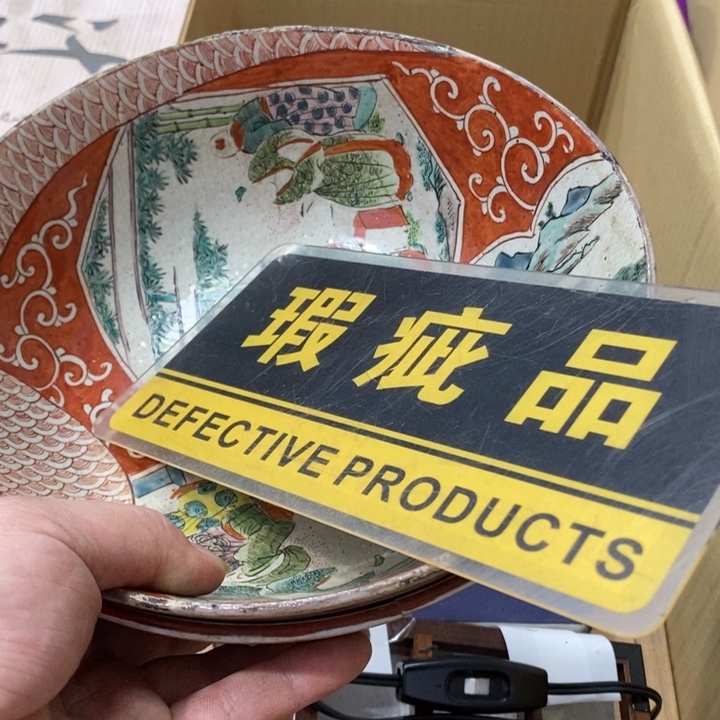 瑕疵品
DEFECTIVE PRODUCTS